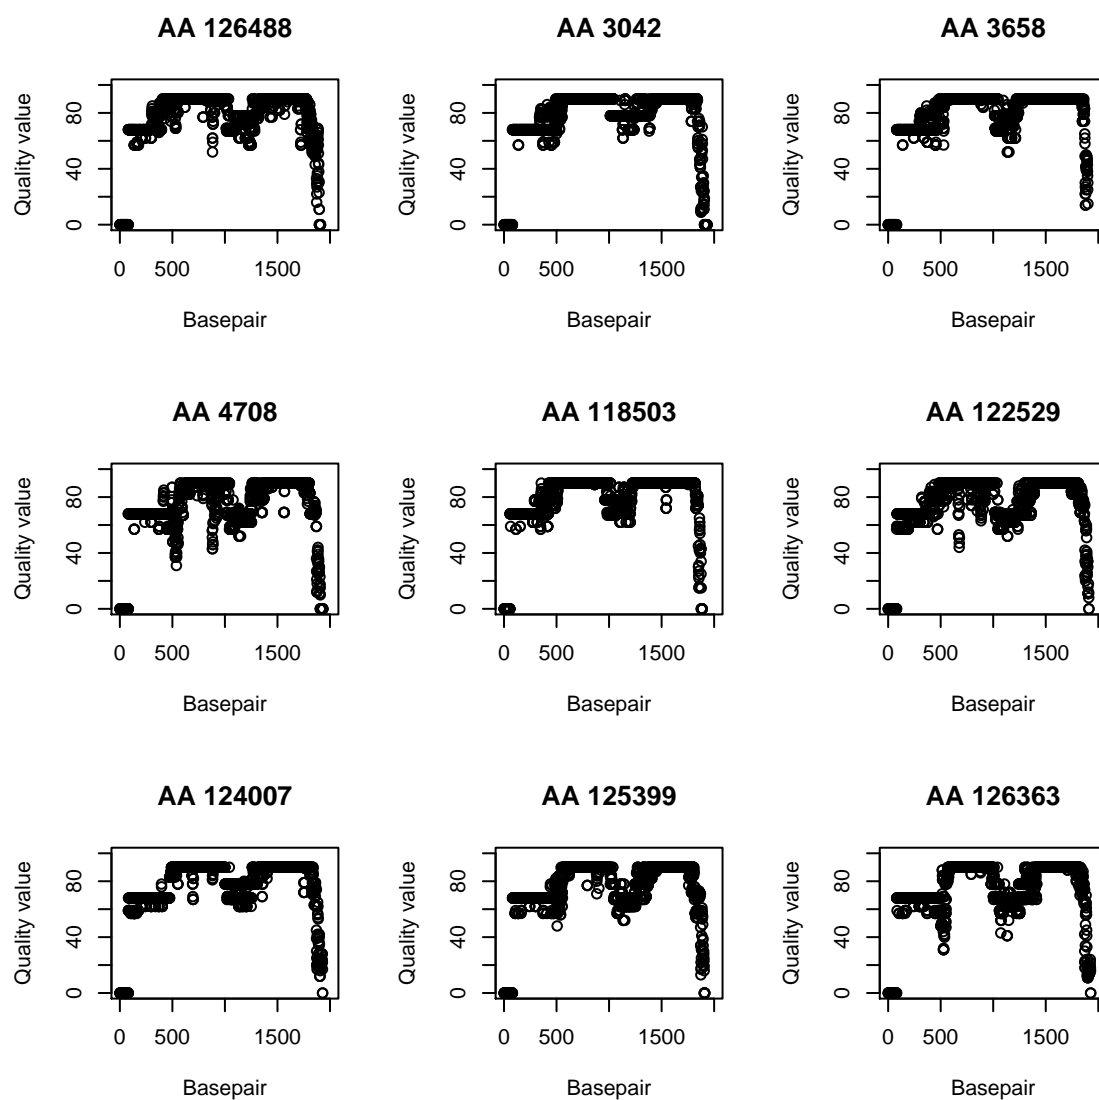 AA 126488
Quality value
80
40
0
0 500 1500
Basepair
AA 3042
Quality value
80
40
0
0 500 1500
Basepair
AA 3658
Quality value
80
40
0
0 500 1500
Basepair
AA 4708
Quality value
80
40
0
0 500 1500
Basepair
AA 118503
Quality value
80
40
0
0 500 1500
Basepair
AA 122529
Quality value
80
40
0
0 500 1500
Basepair
AA 124007
Quality value
80
40
0
0 500 1500
Basepair
AA 125399
Quality value
80
40
0
0 500 1500
Basepair
AA 126363
Quality value
80
40
0
0 500 1500
Basepair